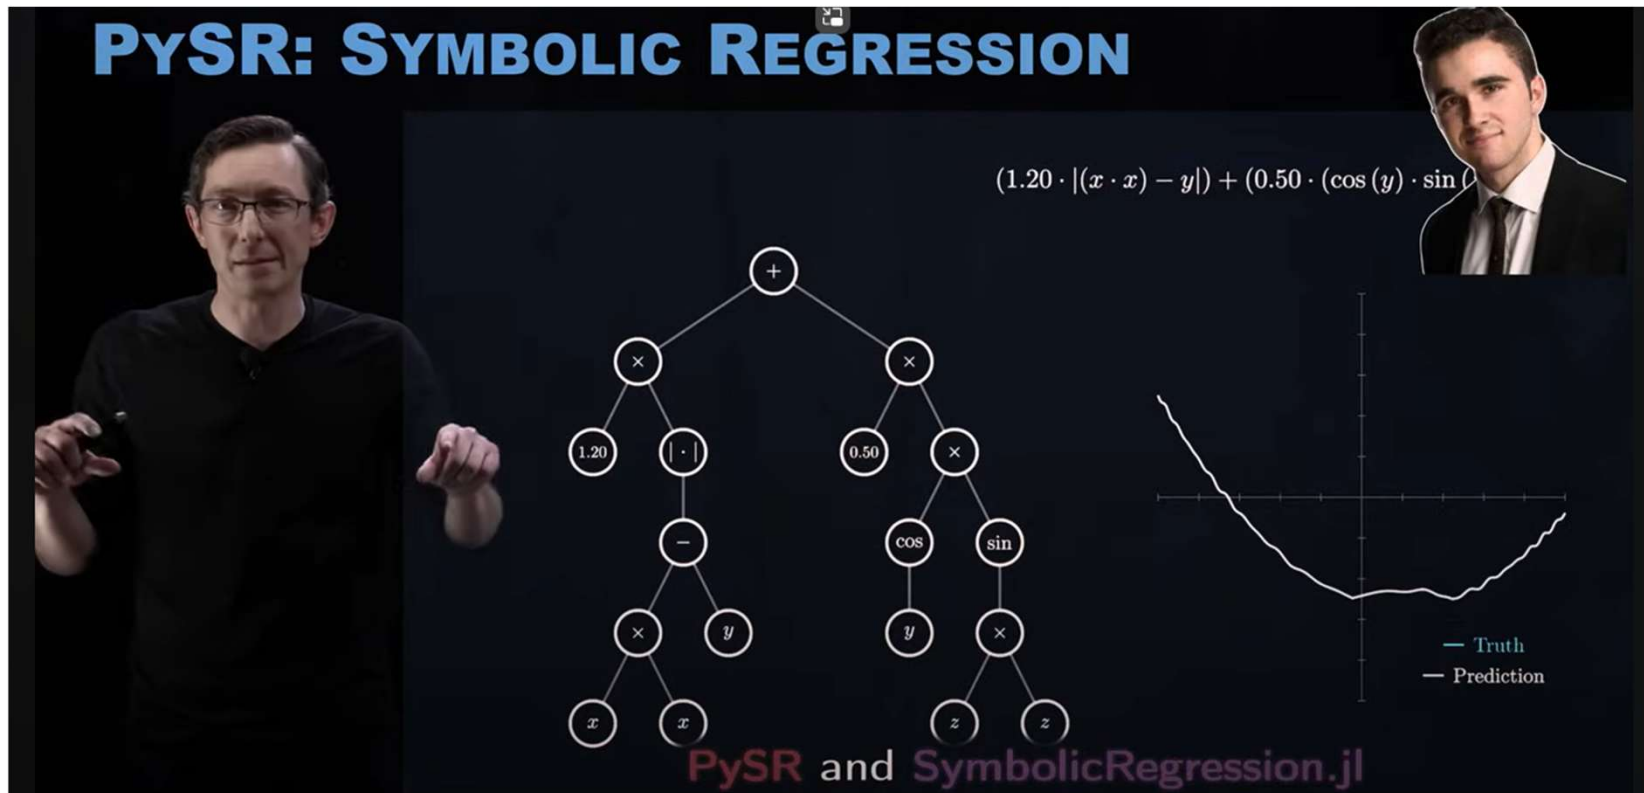 PYSR: SYMBOLIC REGRESSION
(1.20 · |(x · x) − y|) + (0.50 · (cos (y) · sin (
+
× ×
1.20 | · | 0.50 ×
− cos sin
× y y ×
x x z z
Truth
Prediction
PySR and SymbolicRegression.jl